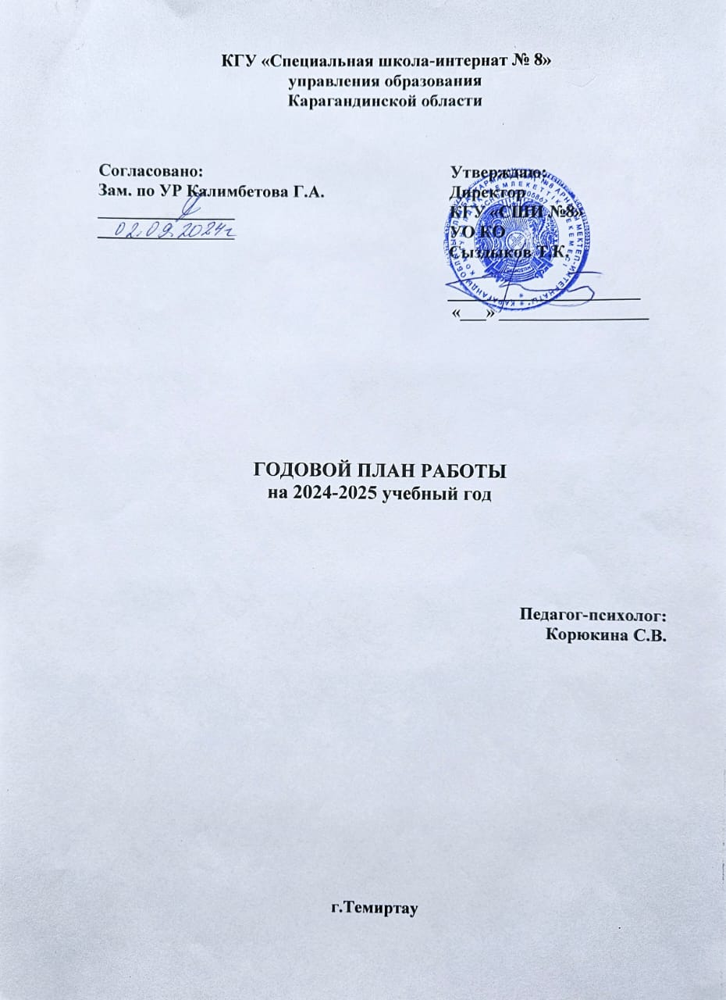 КГУ «Специальная школа-интернат № 8»
управления образования
Карагандинской области
Согласовано:
Зам. по УР Калимбетова Г.А.
02.09.2024г
Утверждаю:
Директор
КГУ «СШИ №8»
УО КО
Сыздыков Т.К.
«___» ________________
ГОДОВОЙ ПЛАН РАБОТЫ
на 2024-2025 учебный год
Педагог-психолог:
Корюкина С.В.
г.Темиртау